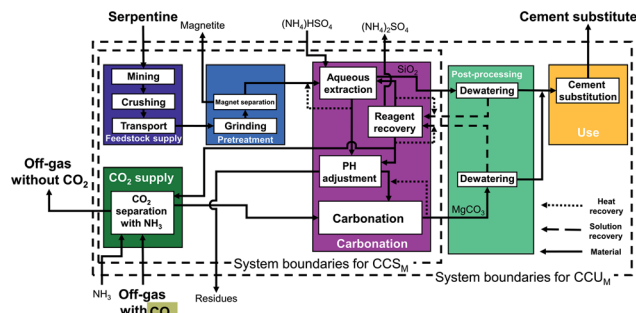 Serpentine
Magnetite
(NH₄)HSO₄
(NH₄)₂SO₄
Cement substitute
Mining
Crushing
Transport
Feedstock supply
Magnet separation
Grinding
Pretreatment
Aqueous
extraction
SiO₂
Reagent
recovery
PH
adjustment
Carbonation
Carbonation
Post-processing
Dewatering
Dewatering
MgCO₃
Cement
substitution
Use
Off-gas
without CO₂
CO₂ supply
CO₂
separation
with NH₃
Heat
recovery
Solution
recovery
Material
System boundaries for CCS_M
System boundaries for CCU_M
NH₃
Off-gas
with CO₂
Residues